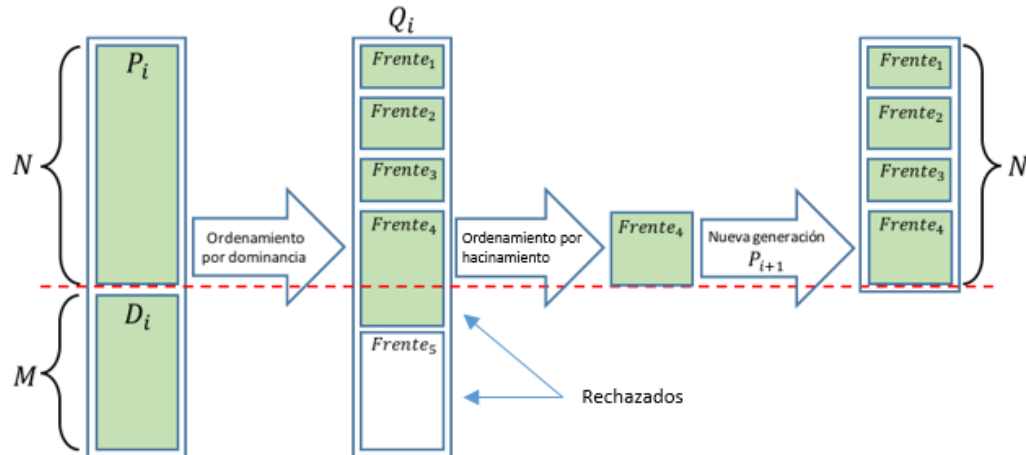 Q_i
P_i
N
D_i
M
Ordenamiento
por dominancia
Frente_1
Frente_2
Frente_3
Frente_4
Frente_5
Ordenamiento por
hacinamiento
Rechazados
Frente_4
Nueva generación
P_{i+1}
Frente_1
Frente_2
Frente_3
Frente_4
N